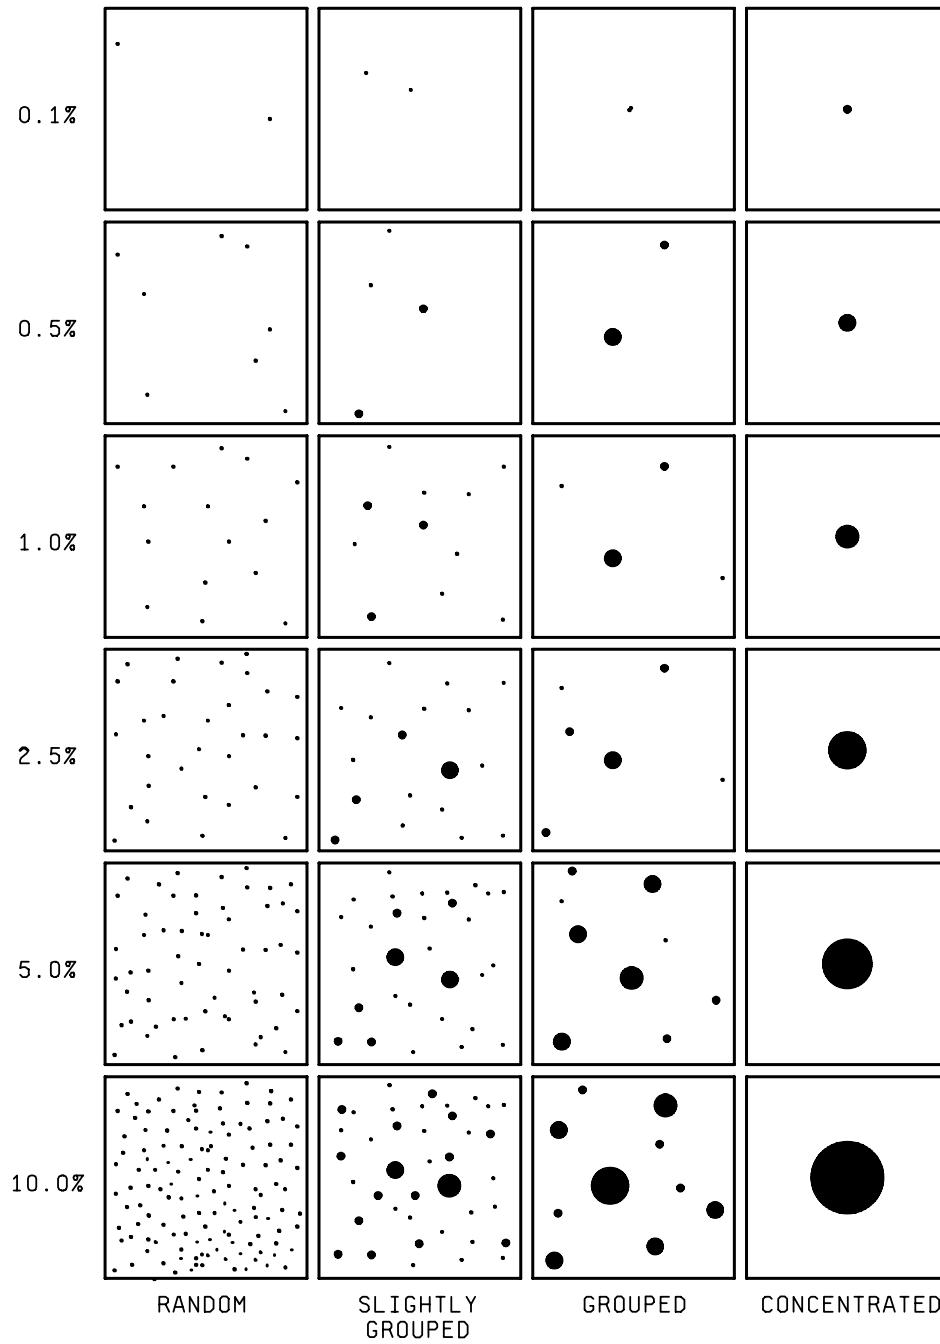 0.1%
0.5%
1.0%
2.5%
5.0%
10.0%
RANDOM
SLIGHTLY
GROUPED
GROUPED
CONCENTRATED